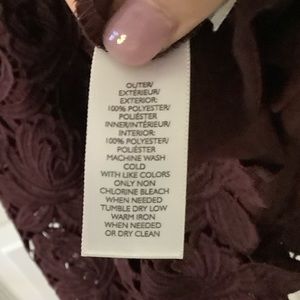 OUTER/
EXTÉRIEUR/
EXTERIOR:
100% POLYESTER/
POLIÉSTER
INNER/INTÉRIEUR/
INTERIOR:
100% POLYESTER/
POLIÉSTER
MACHINE WASH
COLD
WITH LIKE COLORS
ONLY NON
CHLORINE BLEACH
WHEN NEEDED
TUMBLE DRY LOW
WARM IRON
WHEN NEEDED
OR DRY CLEAN